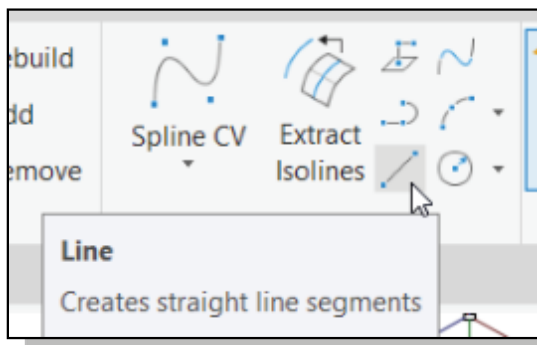 ebuild
dd
emove
Spline CV
Extract
Isolines
Line
Creates straight line segments